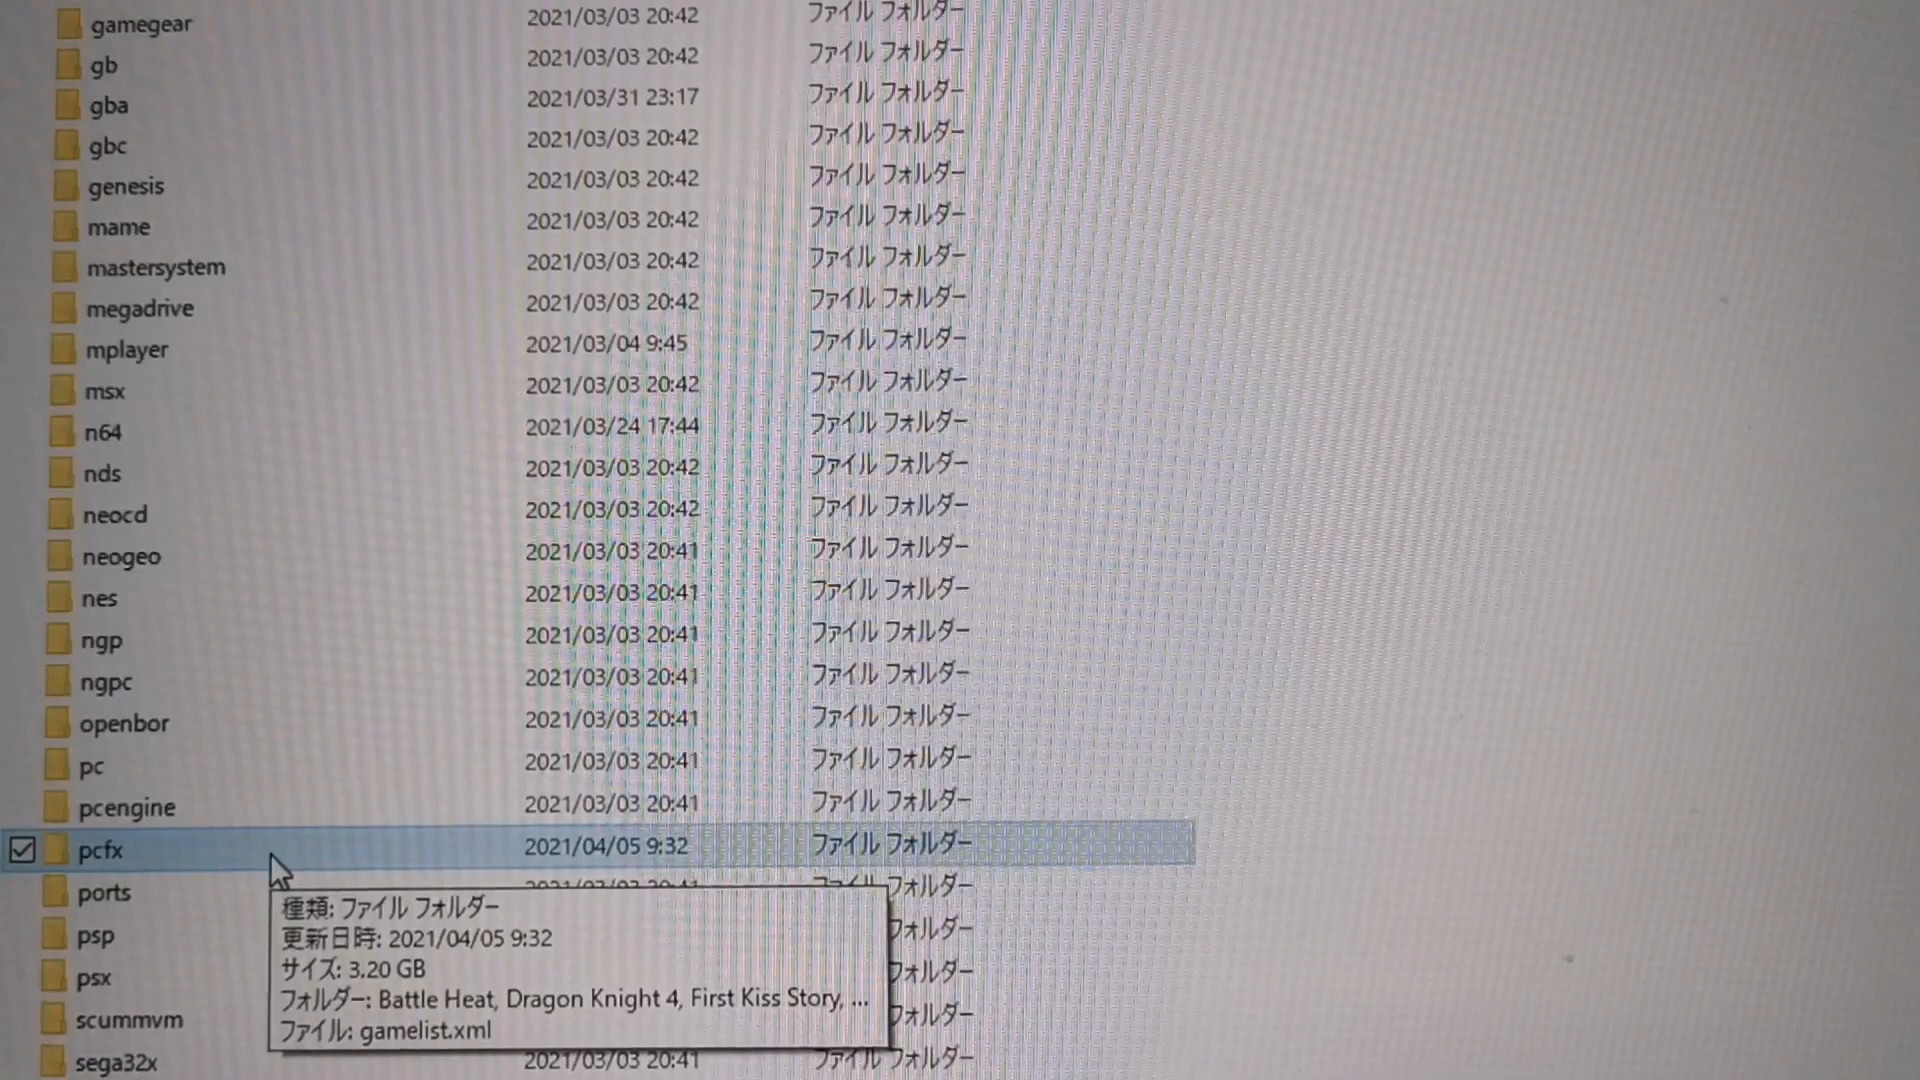 gamegear 2021/03/03 20:42 ファイル フォルダー
gb 2021/03/03 20:42 ファイル フォルダー
gba 2021/03/31 23:17 ファイル フォルダー
gbc 2021/03/03 20:42 ファイル フォルダー
genesis 2021/03/03 20:42 ファイル フォルダー
mame 2021/03/03 20:42 ファイル フォルダー
mastersystem 2021/03/03 20:42 ファイル フォルダー
megadrive 2021/03/03 20:42 ファイル フォルダー
mplayer 2021/03/04 9:45 ファイル フォルダー
msx 2021/03/03 20:42 ファイル フォルダー
n64 2021/03/24 17:44 ファイル フォルダー
nds 2021/03/03 20:42 ファイル フォルダー
neocd 2021/03/03 20:42 ファイル フォルダー
neogeo 2021/03/03 20:41 ファイル フォルダー
nes 2021/03/03 20:41 ファイル フォルダー
ngp 2021/03/03 20:41 ファイル フォルダー
ngpc 2021/03/03 20:41 ファイル フォルダー
openbor 2021/03/03 20:41 ファイル フォルダー
pc 2021/03/03 20:41 ファイル フォルダー
pcengine 2021/03/03 20:41 ファイル フォルダー
pcfx 2021/04/05 9:32 ファイル フォルダー
ports フォルダー
種類: ファイル フォルダー
psp フォルダー
更新日時: 2021/04/05 9:32
psx フォルダー
サイズ: 3.20 GB
フォルダー: Battle Heat, Dragon Knight 4, First Kiss Story, ...
scummvm フォルダー
ファイル: gamelist.xml
sega32x 2021/03/03 20:41 ファイル フォルダー